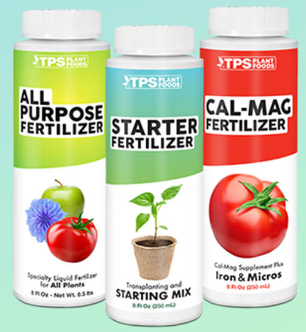 TPS PLANT FOODS
ALL
PURPOSE
FERTILIZER
Specialty Liquid Fertilizer
for All Plants
8 Fl Oz - Net Wt. 0.5 lbs
TPS PLANT FOODS
STARTER
FERTILIZER
Transplanting and
STARTING MIX
8 Fl Oz (250 mL)
TPS PLANT FOODS
CAL-MAG
FERTILIZER
Cal-Mag Supplement Plus
Iron & Micros
8 Fl Oz (250 mL)